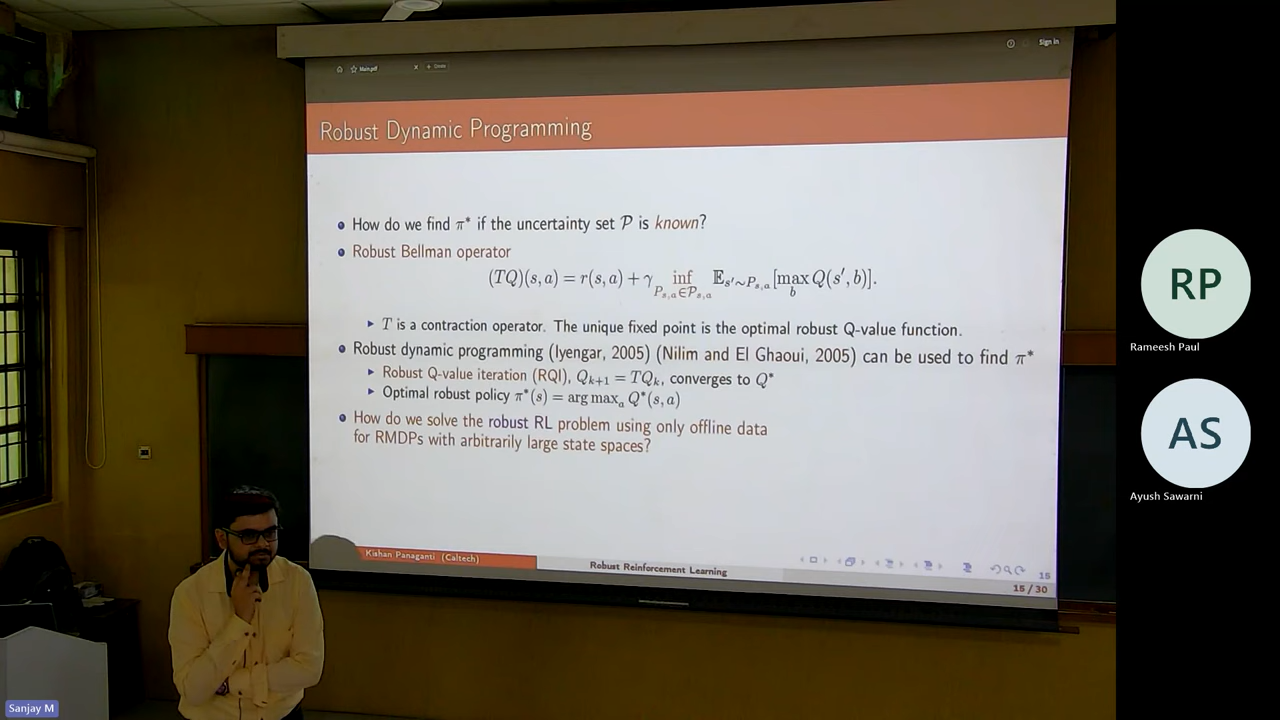 Sign In
Main.pdf × + Create
Robust Dynamic Programming
How do we find π* if the uncertainty set 𝒫 is known?
Robust Bellman operator
(TQ)(s, a) = r(s, a) + γ inf_{P_{s,a}∈𝒫_{s,a}} 𝔼_{s′∼P_{s,a}}[max_b Q(s′, b)].
T is a contraction operator. The unique fixed point is the optimal robust Q-value function.
Robust dynamic programming (Iyengar, 2005) (Nilim and El Ghaoui, 2005) can be used to find π*
Robust Q-value iteration (RQI), Q_{k+1} = TQ_k, converges to Q*
Optimal robust policy π*(s) = arg max_a Q*(s, a)
How do we solve the robust RL problem using only offline data
for RMDPs with arbitrarily large state spaces?
Kishan Panaganti (Caltech)
Robust Reinforcement Learning
15
15 / 30
RP
Rameesh Paul
AS
Ayush Sawarni
Sanjay M